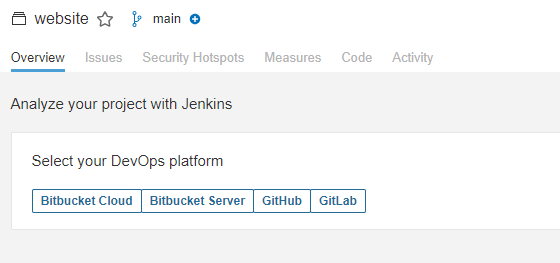 website main
Overview Issues Security Hotspots Measures Code Activity
Analyze your project with Jenkins
Select your DevOps platform
Bitbucket Cloud Bitbucket Server GitHub GitLab